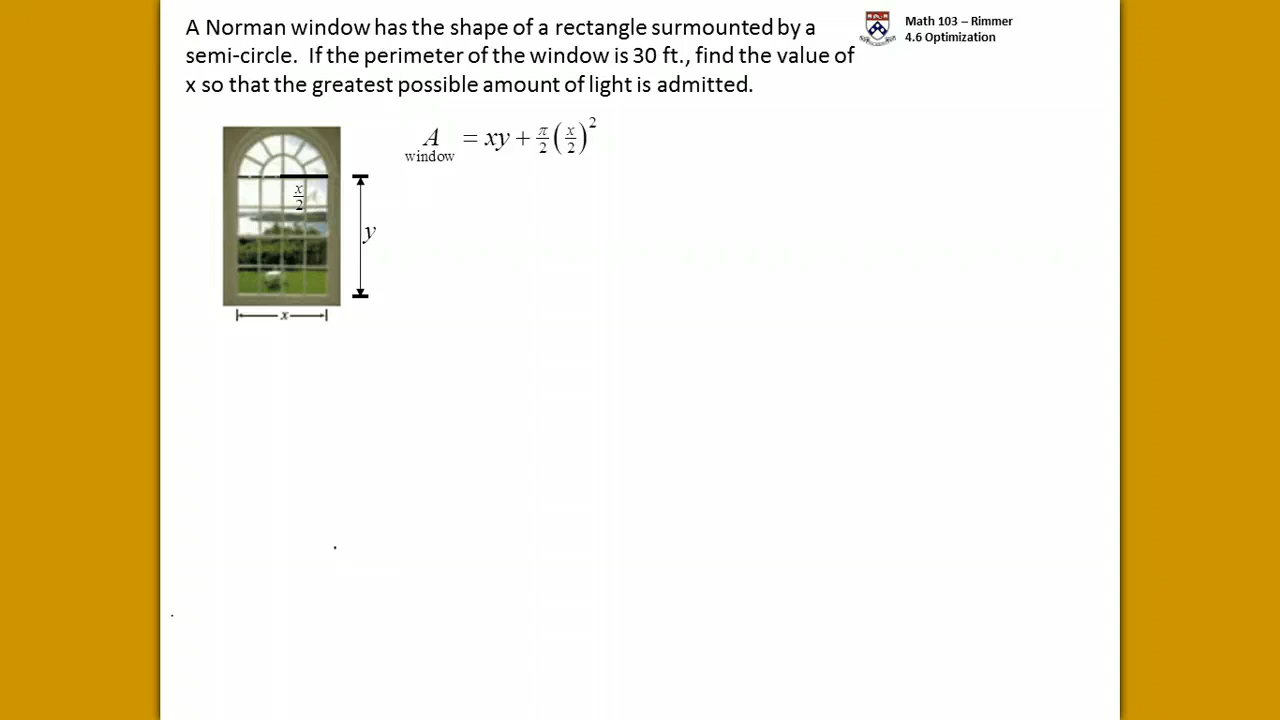 A Norman window has the shape of a rectangle surmounted by a
semi-circle.  If the perimeter of the window is 30 ft., find the value of
x so that the greatest possible amount of light is admitted.
Math 103 – Rimmer
4.6 Optimization
A = xy + π/2 (x/2)²
window
x/2
y
x